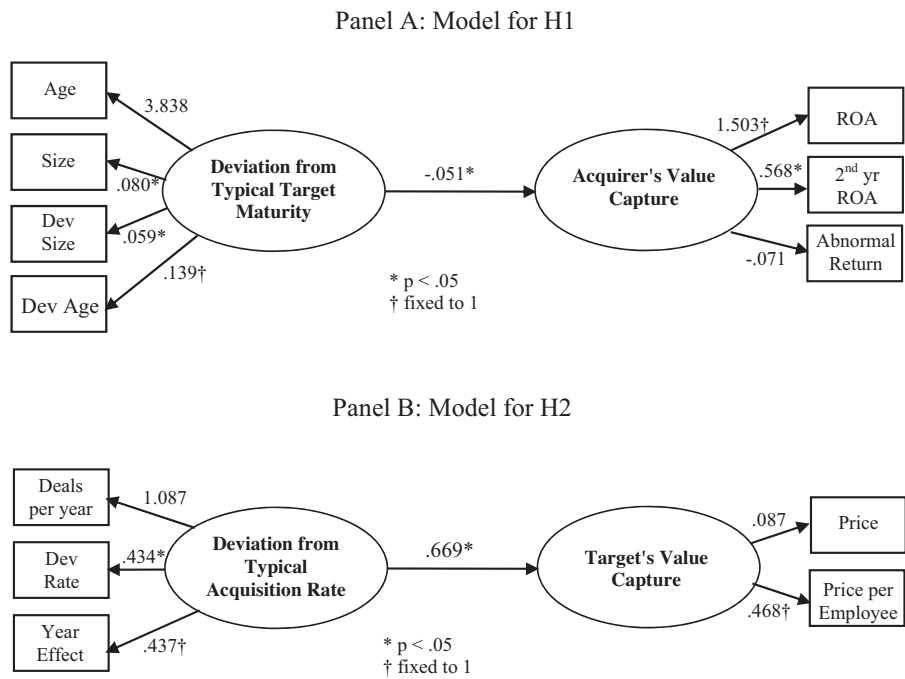 Panel A: Model for H1
Age
3.838
Size
.080*
Dev
Size
.059*
Dev Age
.139†
Deviation from
Typical Target
Maturity
-.051*
Acquirer's Value
Capture
1.503†
ROA
.568*
2nd yr
ROA
-.071
Abnormal
Return
* p < .05
† fixed to 1
Panel B: Model for H2
Deals
per year
1.087
Dev
Rate
.434*
Year
Effect
.437†
Deviation from
Typical
Acquisition Rate
.669*
Target's Value
Capture
.087
Price
.468†
Price per
Employee
* p < .05
† fixed to 1